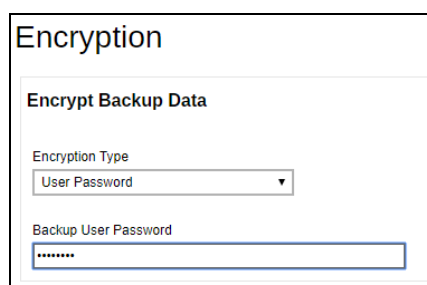 Encryption
Encrypt Backup Data
Encryption Type
User Password
Backup User Password
••••••••